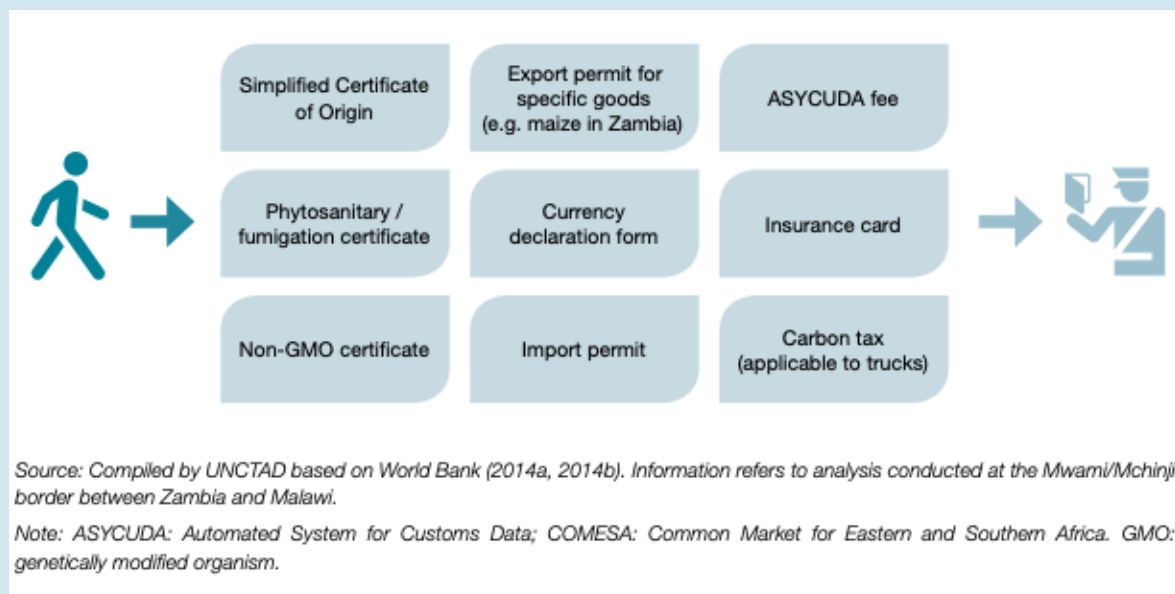 Simplified Certificate
of Origin
Export permit for
specific goods
(e.g. maize in Zambia)
ASYCUDA fee
Phytosanitary /
fumigation certificate
Currency
declaration form
Insurance card
Non-GMO certificate
Import permit
Carbon tax
(applicable to trucks)
Source: Compiled by UNCTAD based on World Bank (2014a, 2014b). Information refers to analysis conducted at the Mwami/Mchinji
border between Zambia and Malawi.
Note: ASYCUDA: Automated System for Customs Data; COMESA: Common Market for Eastern and Southern Africa. GMO:
genetically modified organism.